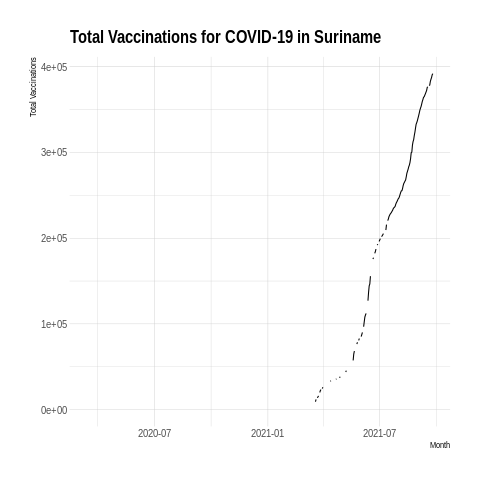 Total Vaccinations for COVID-19 in Suriname
Total Vaccinations
4e+05
3e+05
2e+05
1e+05
0e+00
2020-07
2021-01
2021-07
Month